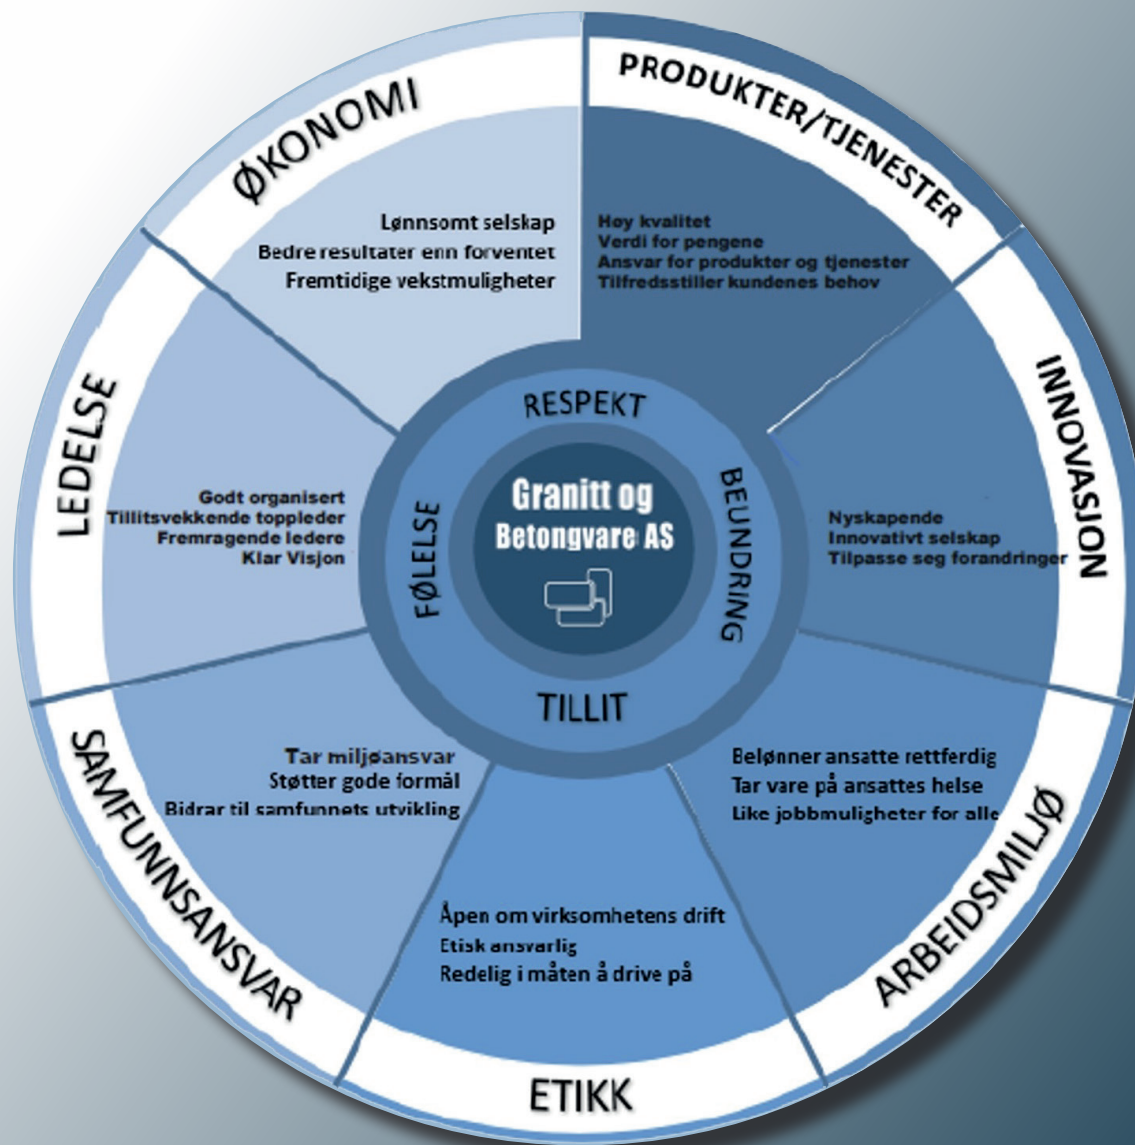 ØKONOMI
Lønnsomt selskap
Bedre resultater enn forventet
Fremtidige vekstmuligheter
PRODUKTER/TJENESTER
Høy kvalitet
Verdi for pengene
Ansvar for produkter og tjenester
Tilfredsstiller kundenes behov
INNOVASJON
Nyskapende
Innovativt selskap
Tilpasse seg forandringer
ARBEIDSMILJØ
Belønner ansatte rettferdig
Tar vare på ansattes helse
Like jobbmuligheter for alle
ETIKK
Åpen om virksomhetens drift
Etisk ansvarlig
Redelig i måten å drive på
SAMFUNNSANSVAR
Tar miljøansvar
Støtter gode formål
Bidrar til samfunnets utvikling
LEDELSE
Godt organisert
Tillitsvekkende toppleder
Fremragende ledere
Klar Visjon
RESPEKT
BEUNDRING
TILLIT
FØLELSE
Granitt og
Betongvare AS